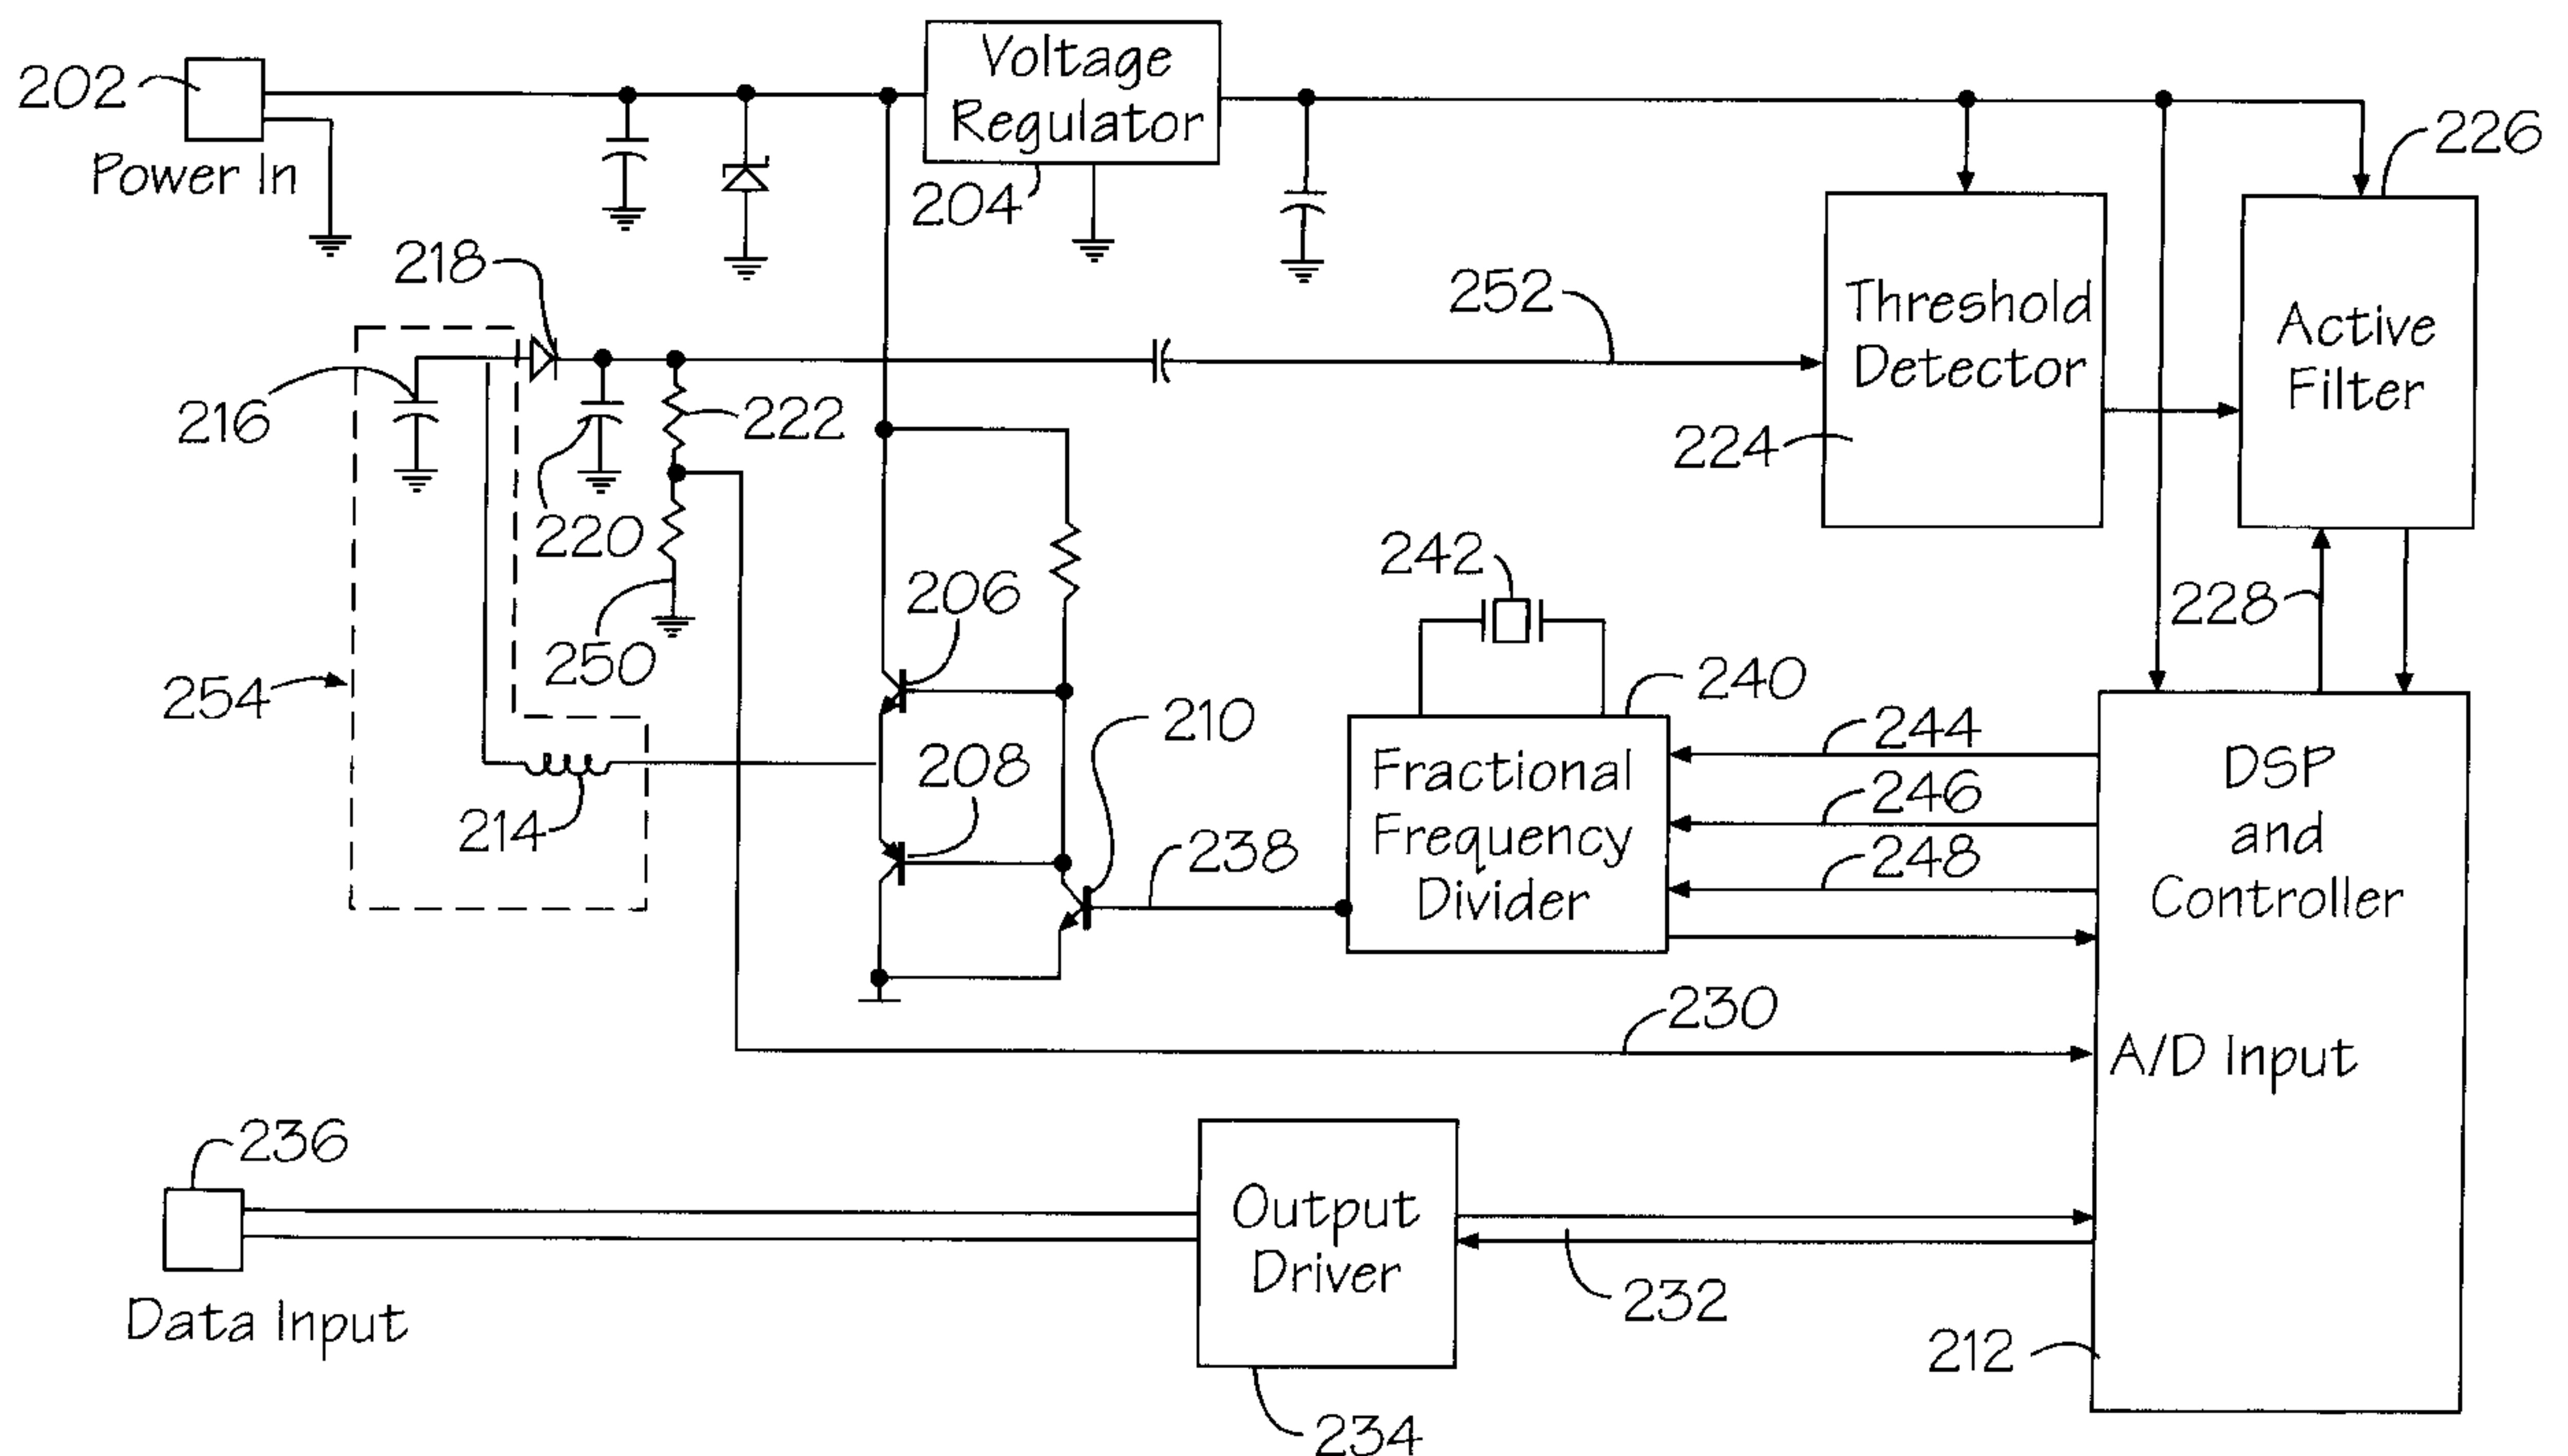 Voltage
Regulator
202
Power In
204
226
218
252
Threshold
Detector
Active
Filter
216
222
224
220
242
206
228
250
254
240
210
244
208
Fractional
Frequency
Divider
DSP
and
Controller
246
214
238
248
230
A/D Input
236
Output
Driver
232
Data Input
212
234